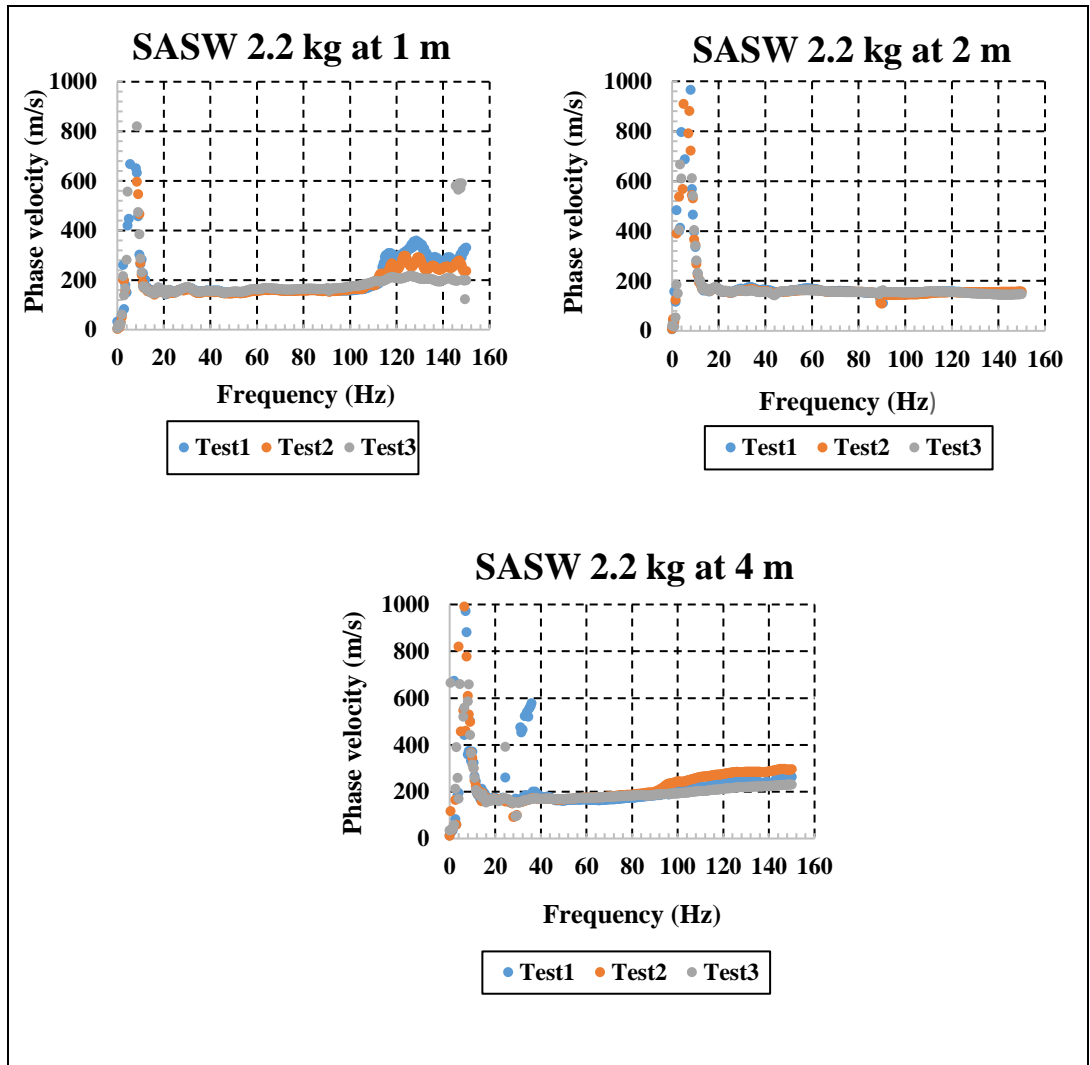 SASW 2.2 kg at 1 m
1000
800
600
400
200
0
Phase velocity (m/s)
0 20 40 60 80 100 120 140 160
Frequency (Hz)
Test1 Test2 Test3
SASW 2.2 kg at 2 m
1000
800
600
400
200
0
Phase velocity (m/s)
0 20 40 60 80 100 120 140 160
Frequency (Hz)
Test1 Test2 Test3
SASW 2.2 kg at 4 m
1000
800
600
400
200
0
Phase velocity (m/s)
0 20 40 60 80 100 120 140 160
Frequency (Hz)
Test1 Test2 Test3